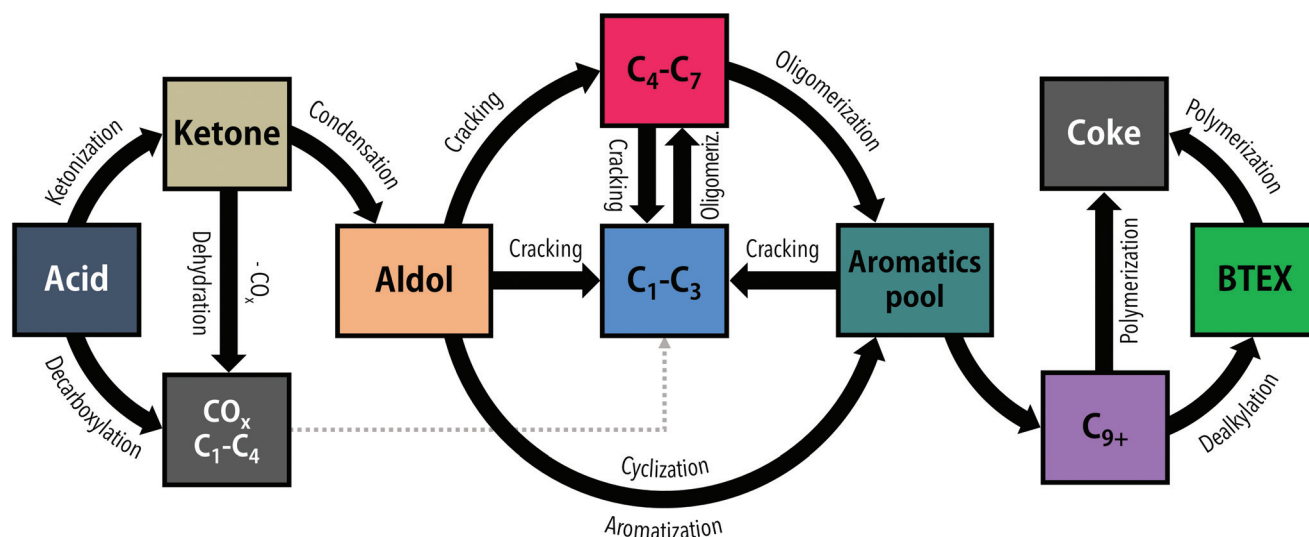 C₄-C₇
Oligomerization
Ketone
Condensation
Cracking
Coke
Polymerization
Ketonization
Cracking
Oligomeriz.
Acid
Dehydration
- COₓ
Aldol
Cracking
C₁-C₃
Cracking
Aromatics
pool
Polymerization
BTEX
Decarboxylation
COₓ
C₁-C₄
C₉₊
Dealkylation
Cyclization
Aromatization